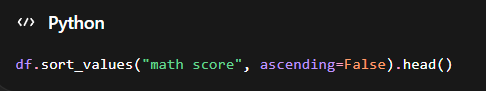 </> Python
df.sort_values("math score", ascending=False).head()